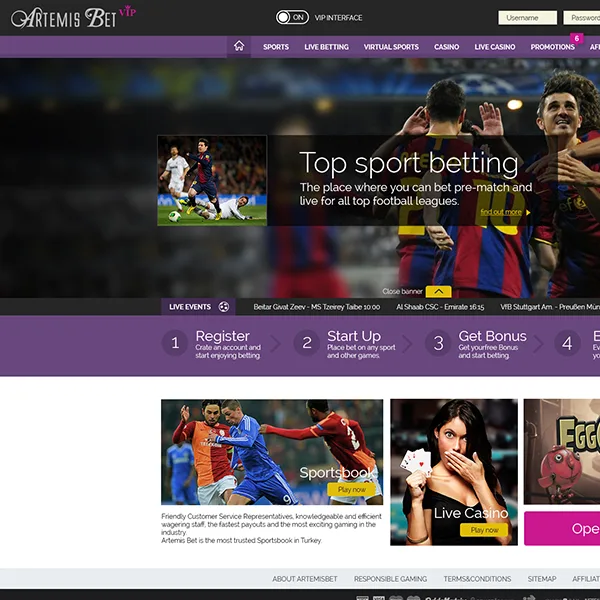 ARTEMIS BET VIP
ON
VIP INTERFACE
Username
Password
SPORTS
LIVE BETTING
VIRTUAL SPORTS
CASINO
LIVE CASINO
PROMOTIONS
6
Top sport betting
The place where you can bet pre-match and
live for all top football leagues.
find out more
Close banner
LIVE EVENTS
Beitar Givat Zeev - MS Tzeirey Taibe 10:00
Al Shaab CSC - Emirate 16:15
VfB Stuttgart Am. - Preußen Mün
1
Register
Crate an account and
start enjoying betting.
2
Start Up
Place bet on any sport
and other games.
3
Get Bonus
Get yourfree Bonus
and start betting.
4
Sportsbook
Play now
Friendly Customer Service Representatives, knowledgeable and efficient
wagering staff, the fastest payouts and the most exciting gaming in the
industry.
Artemis Bet is the most trusted Sportsbook in Turkey.
Live Casino
Play now
EGGO
Ope
ABOUT ARTEMISBET
RESPONSIBLE GAMING
TERMS&CONDITIONS
SITEMAP
AFFILIAT